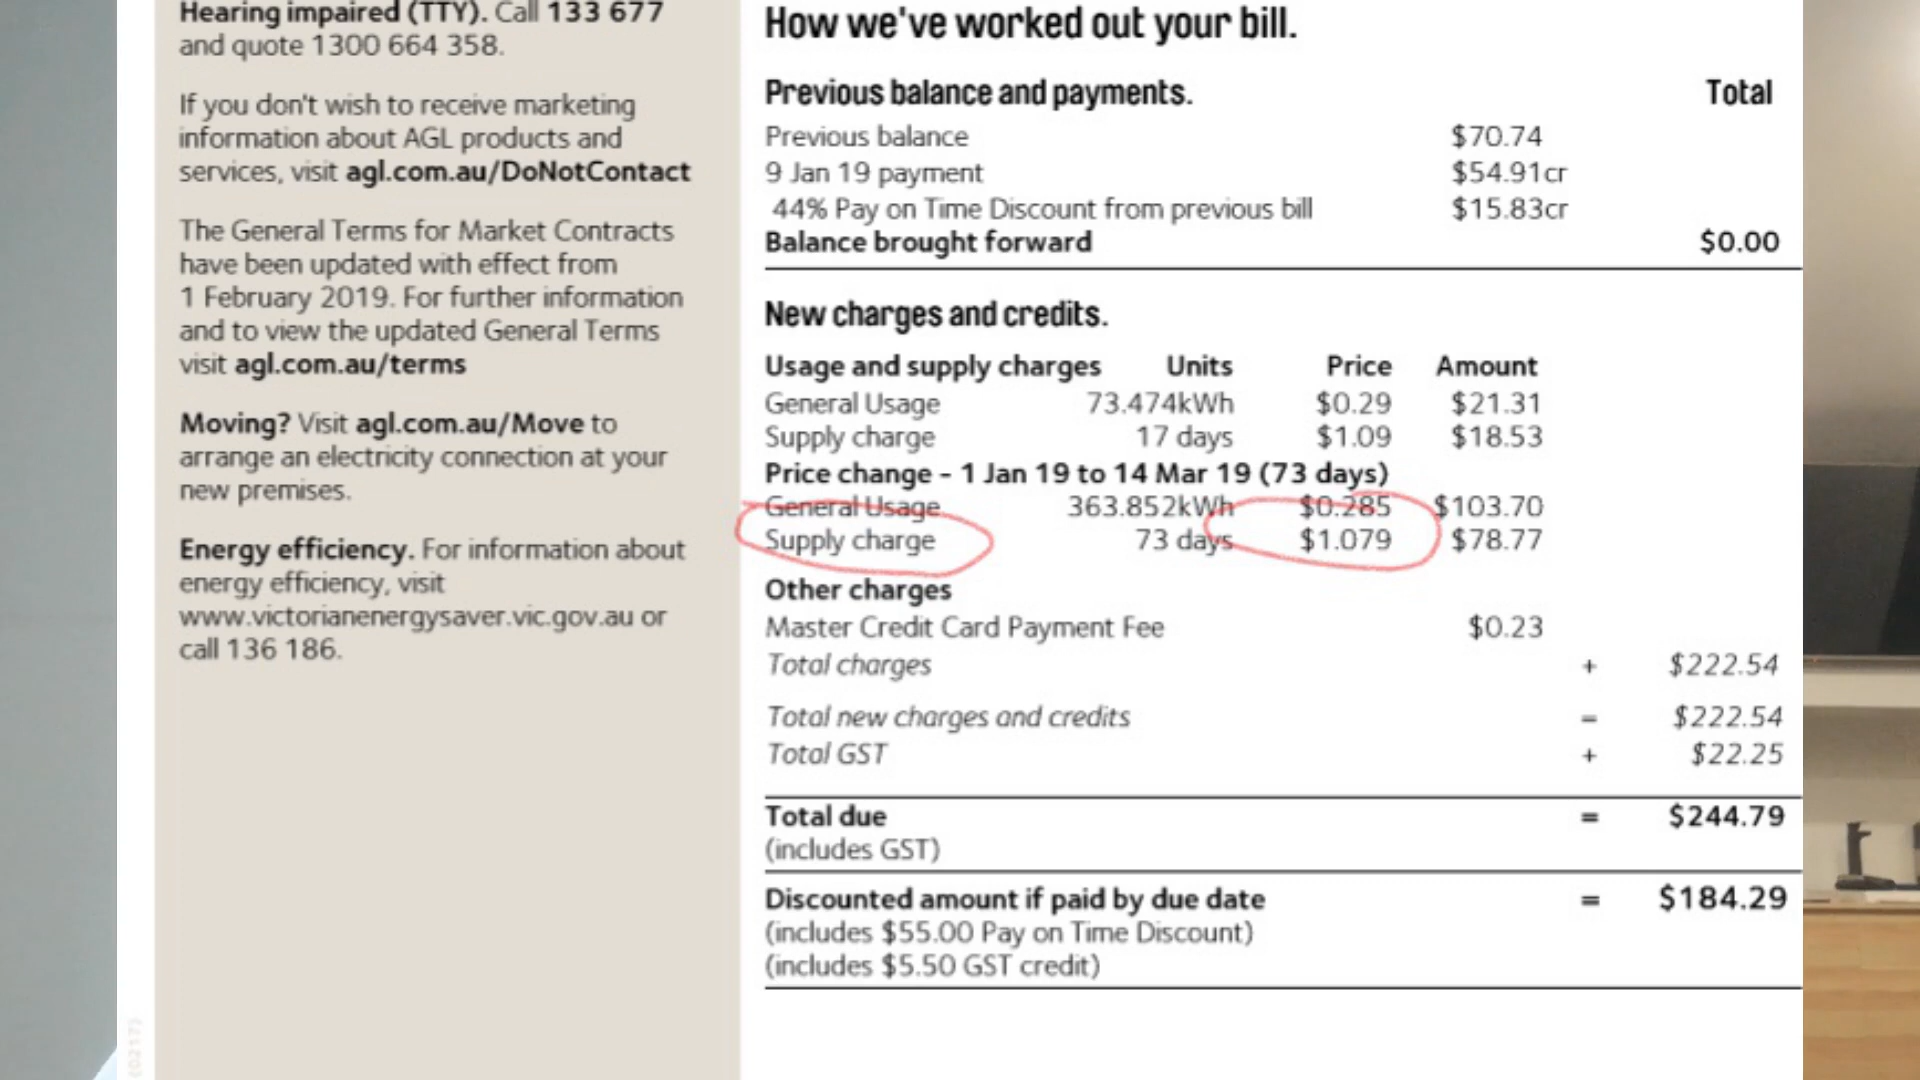 Hearing impaired (TTY). Call 133 677
and quote 1300 664 358.
If you don't wish to receive marketing
information about AGL products and
services, visit agl.com.au/DoNotContact
The General Terms for Market Contracts
have been updated with effect from
1 February 2019. For further information
and to view the updated General Terms
visit agl.com.au/terms
Moving? Visit agl.com.au/Move to
arrange an electricity connection at your
new premises.
Energy efficiency. For information about
energy efficiency, visit
www.victorianenergysaver.vic.gov.au or
call 136 186.
(0217)
How we've worked out your bill.
Previous balance and payments. Total
Previous balance $70.74
9 Jan 19 payment $54.91cr
44% Pay on Time Discount from previous bill $15.83cr
Balance brought forward $0.00
New charges and credits.
Usage and supply charges Units Price Amount
General Usage 73.474kWh $0.29 $21.31
Supply charge 17 days $1.09 $18.53
Price change - 1 Jan 19 to 14 Mar 19 (73 days)
General Usage 363.852kWh $0.285 $103.70
Supply charge 73 days $1.079 $78.77
Other charges
Master Credit Card Payment Fee $0.23
Total charges + $222.54
Total new charges and credits = $222.54
Total GST + $22.25
Total due = $244.79
(includes GST)
Discounted amount if paid by due date = $184.29
(includes $55.00 Pay on Time Discount)
(includes $5.50 GST credit)